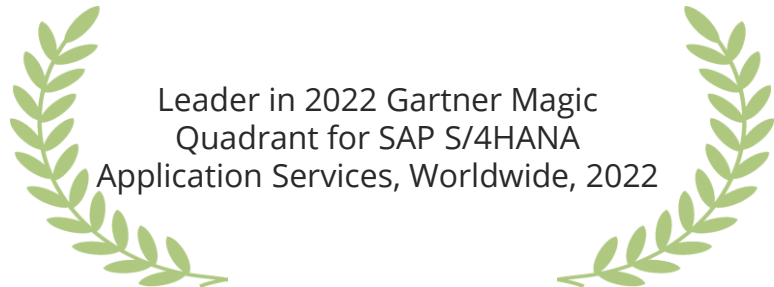 Leader in 2022 Gartner Magic
Quadrant for SAP S/4HANA
Application Services, Worldwide, 2022